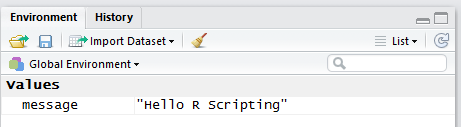 Environment History
Import Dataset List
Global Environment
Values
message "Hello R Scripting"